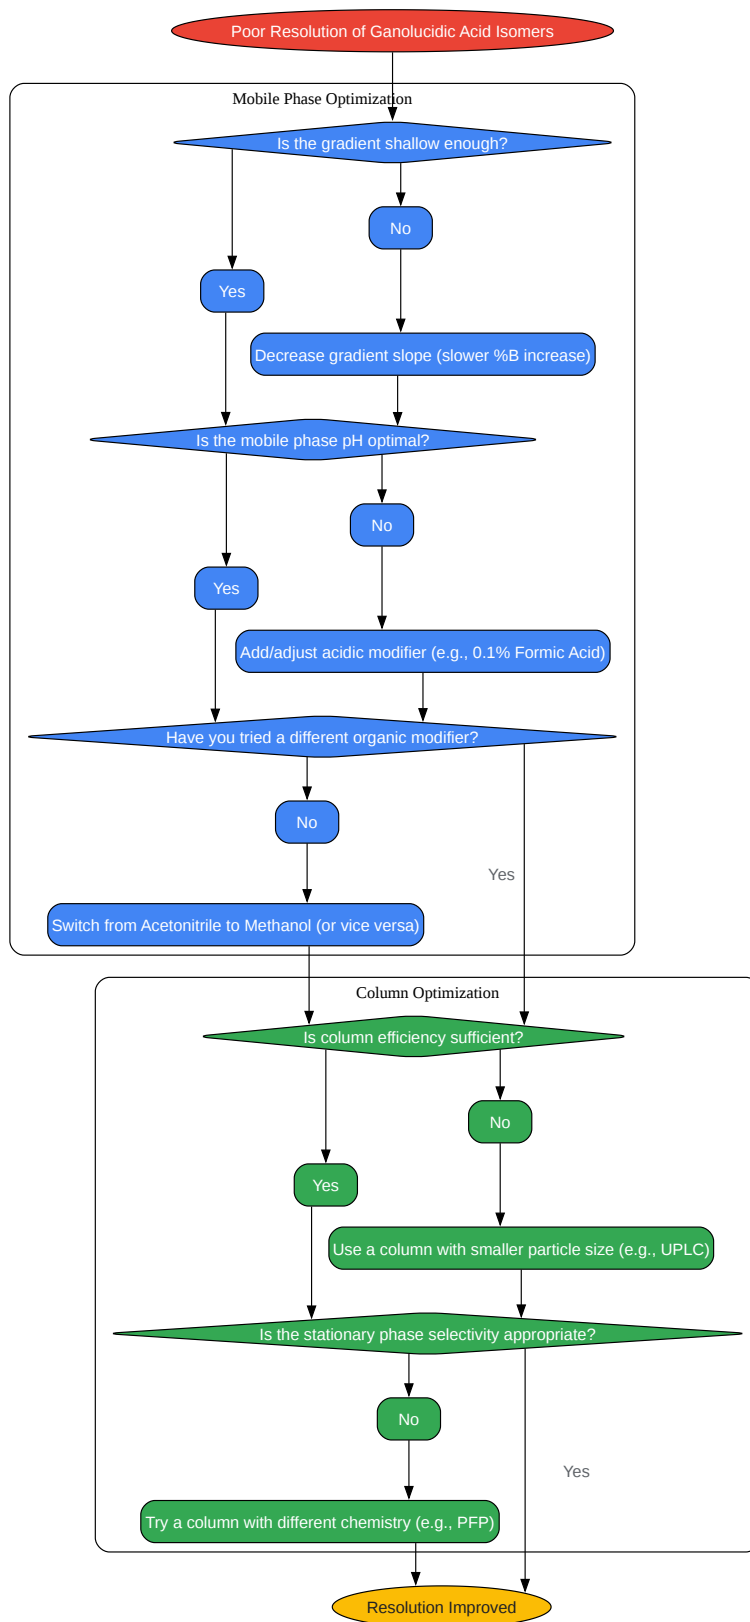 Poor Resolution of Ganolucidic Acid Isomers
Mobile Phase Optimization
Is the gradient shallow enough?
No
Yes
Decrease gradient slope (slower %B increase)
Is the mobile phase pH optimal?
No
Yes
Add/adjust acidic modifier (e.g., 0.1% Formic Acid)
Have you tried a different organic modifier?
No
Yes
Switch from Acetonitrile to Methanol (or vice versa)
Column Optimization
Is column efficiency sufficient?
No
Yes
Use a column with smaller particle size (e.g., UPLC)
Is the stationary phase selectivity appropriate?
No
Yes
Try a column with different chemistry (e.g., PFP)
Resolution Improved